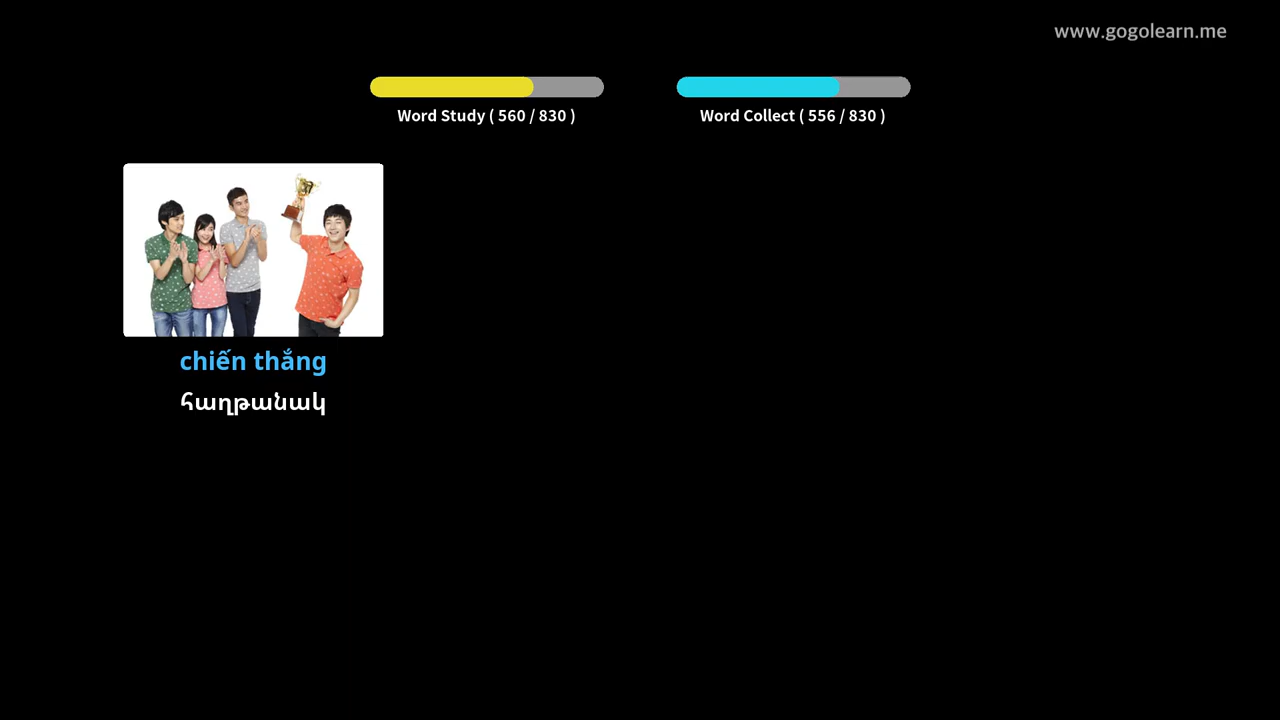 www.gogolearn.me
Word Study ( 560 / 830 )
Word Collect ( 556 / 830 )
chiến thắng
հաղթանակ